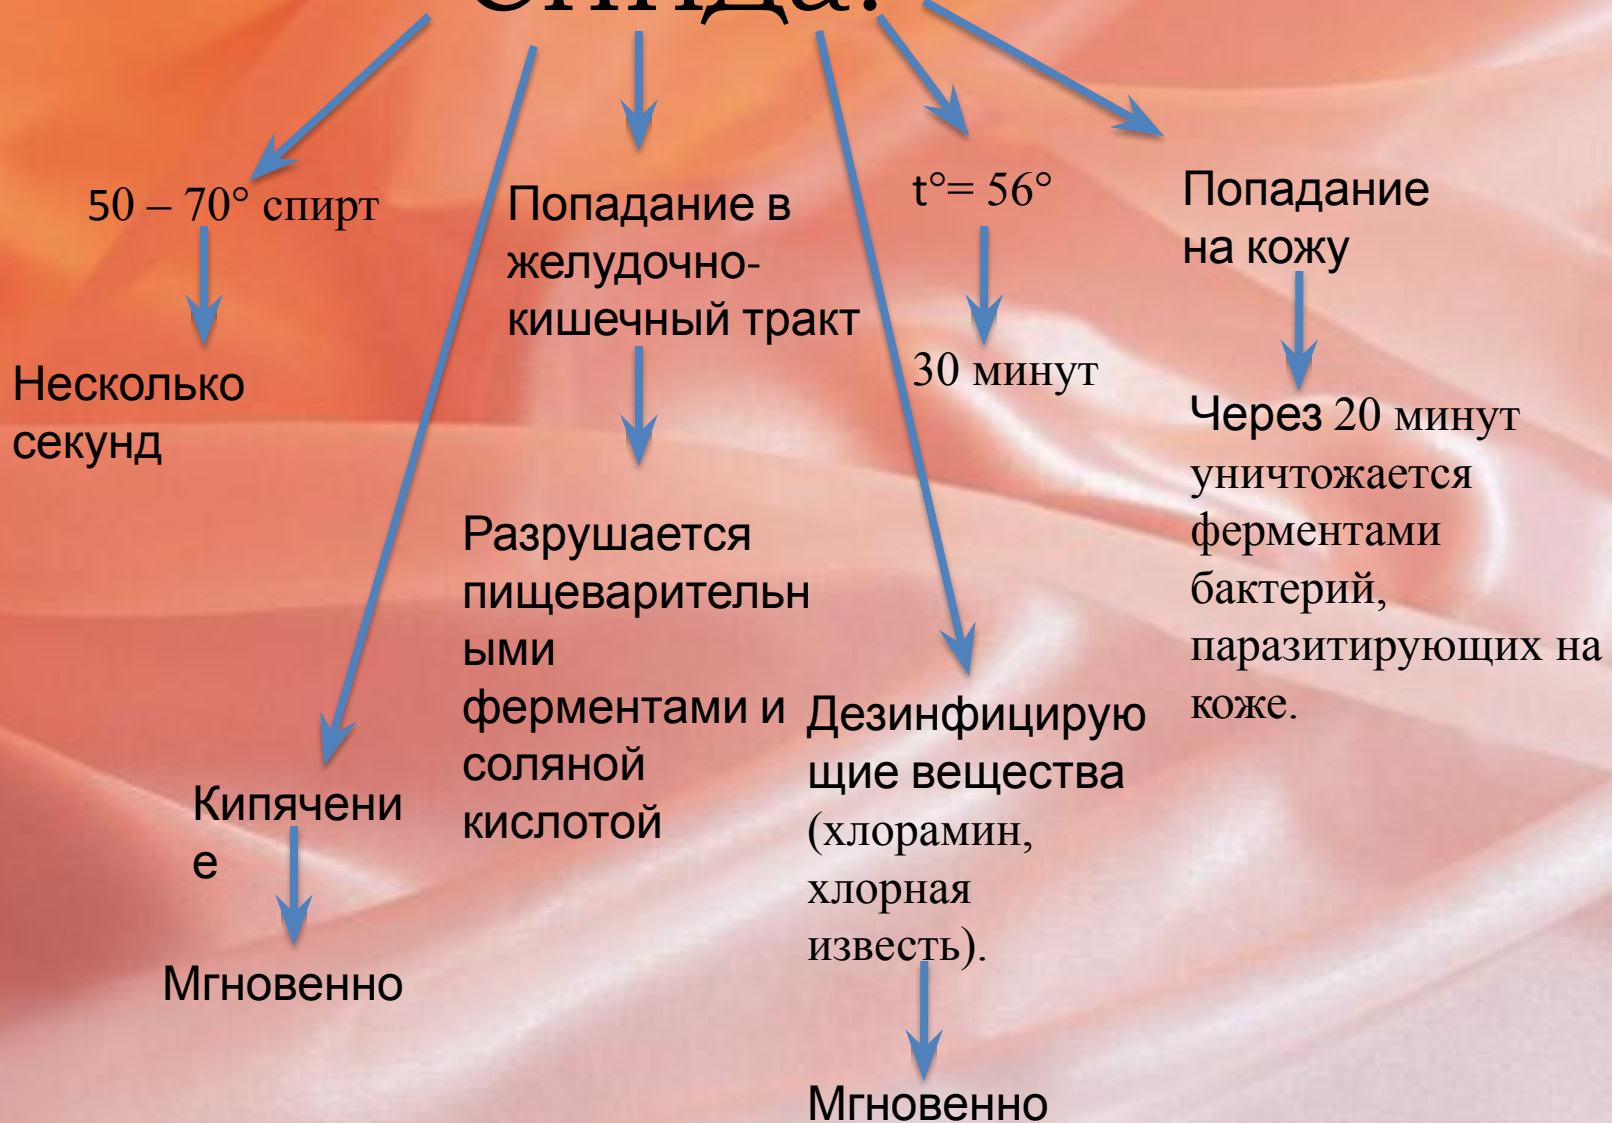 50 – 70° спирт
Несколько
секунд
Кипячени
е
Мгновенно
Попадание в
желудочно-
кишечный тракт
Разрушается
пищеварительн
ыми
ферментами и
соляной
кислотой
Дезинфицирую
щие вещества
(хлорамин,
хлорная
известь).
Мгновенно
t°= 56°
30 минут
Попадание
на кожу
Через 20 минут
уничтожается
ферментами
бактерий,
паразитирующих на
коже.